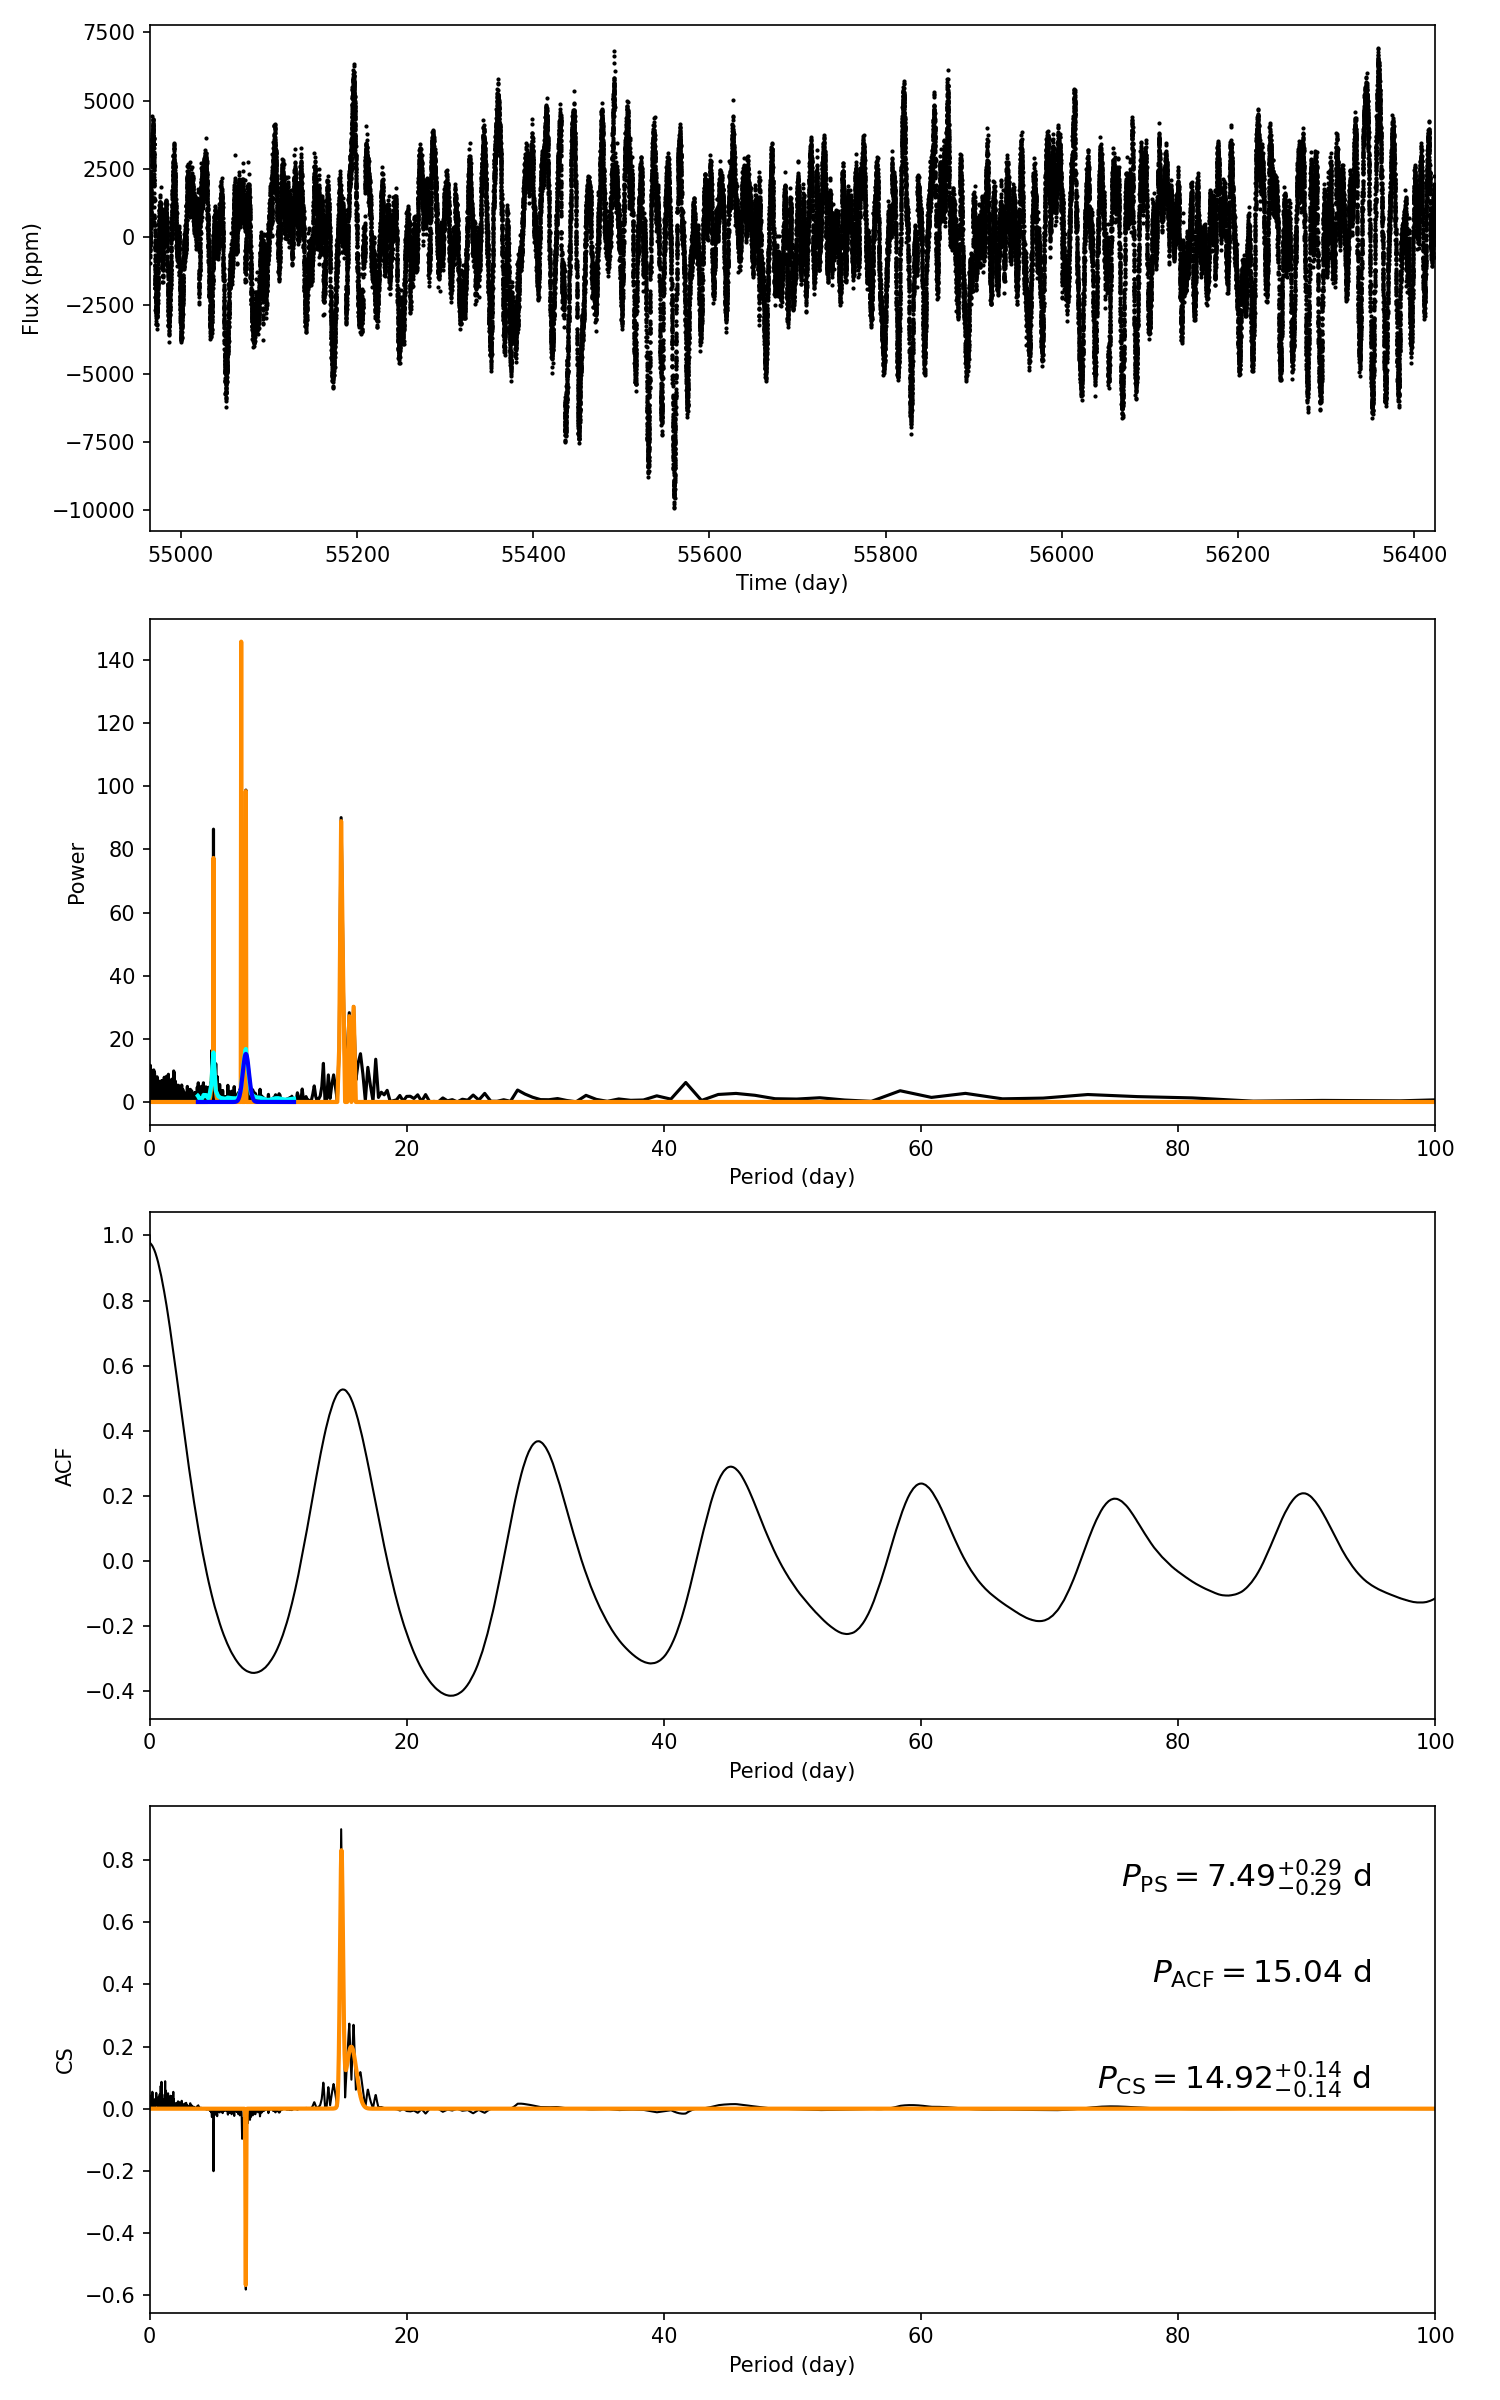 7500
5000
2500
0
−2500
−5000
−7500
−10000
Flux (ppm)
55000 55200 55400 55600 55800 56000 56200 56400
Time (day)
140
120
100
80
60
40
20
0
Power
0 20 40 60 80 100
Period (day)
1.0
0.8
0.6
0.4
0.2
0.0
−0.2
−0.4
ACF
0 20 40 60 80 100
Period (day)
0.8
0.6
0.4
0.2
0.0
−0.2
−0.4
−0.6
CS
P_PS = 7.49^{+0.29}_{−0.29} d
P_ACF = 15.04 d
P_CS = 14.92^{+0.14}_{−0.14} d
0 20 40 60 80 100
Period (day)